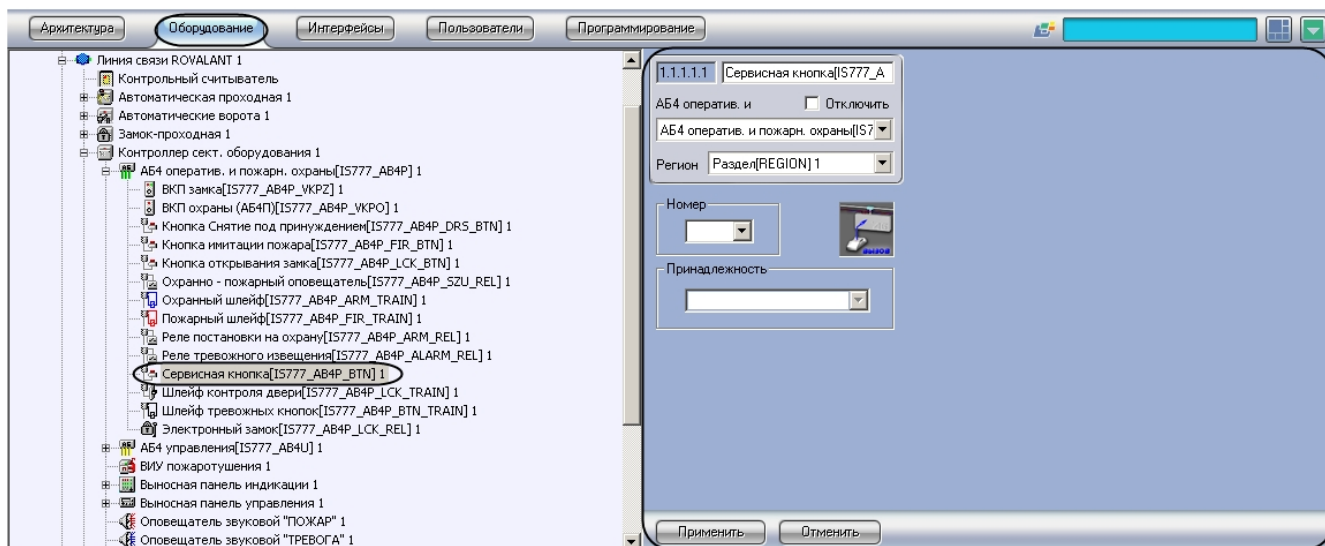 Архитектура Оборудование Интерфейсы Пользователи Программирование
Линия связи ROVALANT 1
Контрольный считыватель
Автоматическая проходная 1
Автоматические ворота 1
Замок-проходная 1
Контроллер сект. оборудования 1
АБ4 оператив. и пожарн. охраны[IS777_AB4P] 1
ВКП замка[IS777_AB4P_VKPZ] 1
ВКП охраны (АБ4П)[IS777_AB4P_VKPO] 1
Кнопка Снятие под принуждением[IS777_AB4P_DRS_BTN] 1
Кнопка имитации пожара[IS777_AB4P_FIR_BTN] 1
Кнопка открывания замка[IS777_AB4P_LCK_BTN] 1
Охранно - пожарный оповещатель[IS777_AB4P_SZU_REL] 1
Охранный шлейф[IS777_AB4P_ARM_TRAIN] 1
Пожарный шлейф[IS777_AB4P_FIR_TRAIN] 1
Реле постановки на охрану[IS777_AB4P_ARM_REL] 1
Реле тревожного извещения[IS777_AB4P_ALARM_REL] 1
Сервисная кнопка[IS777_AB4P_BTN] 1
Шлейф контроля двери[IS777_AB4P_LCK_TRAIN] 1
Шлейф тревожных кнопок[IS777_AB4P_BTN_TRAIN] 1
Электронный замок[IS777_AB4P_LCK_REL] 1
АБ4 управления[IS777_AB4U] 1
ВИУ пожаротушения 1
Выносная панель индикации 1
Выносная панель управления 1
Оповещатель звуковой "ПОЖАР" 1
Оповещатель звуковой "ТРЕВОГА" 1
1.1.1.1.1 Сервисная кнопка[IS777_A
АБ4 оператив. и Отключить
АБ4 оператив. и пожарн. охраны[IS7
Регион Раздел[REGION] 1
Номер
вызов
Принадлежность
Применить Отменить